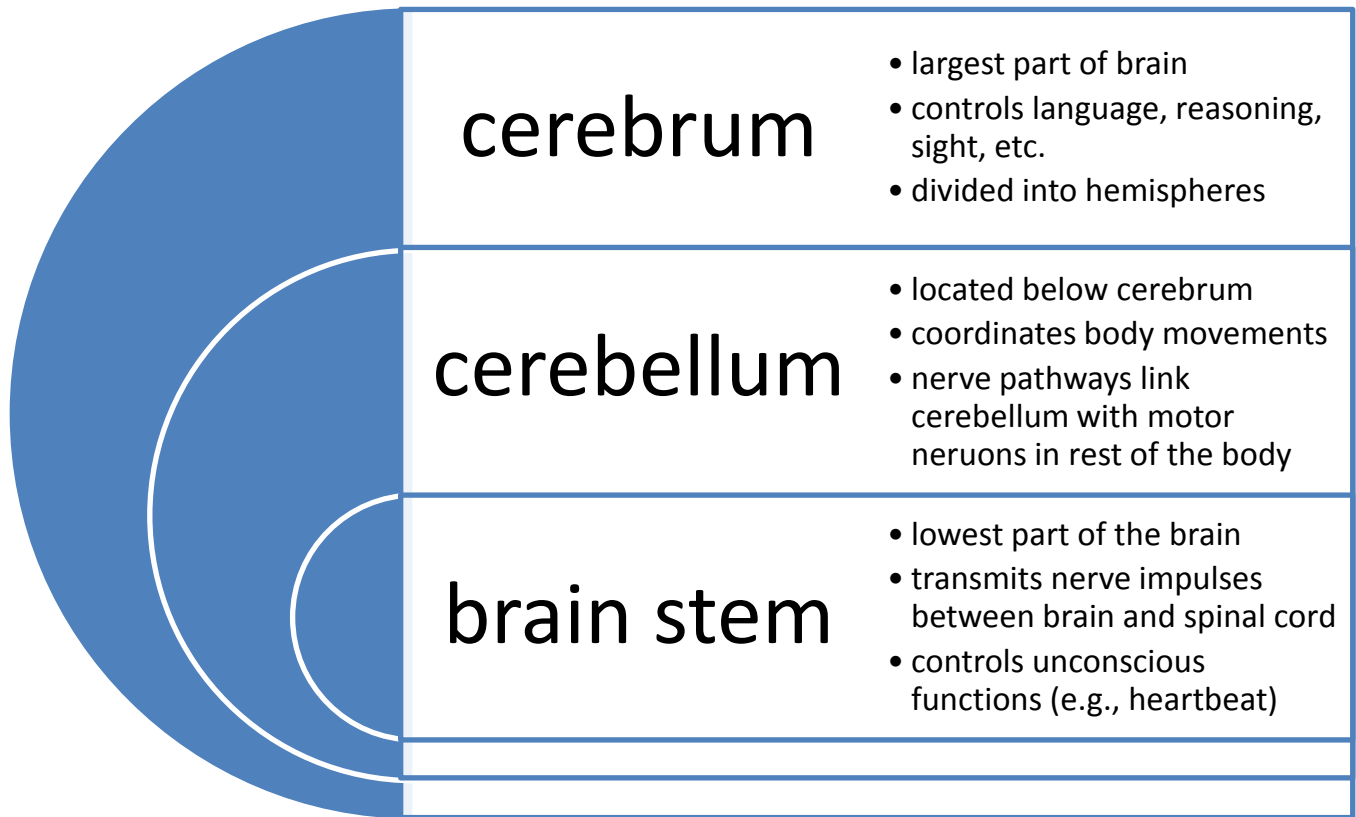 cerebrum
• largest part of brain
• controls language, reasoning,
sight, etc.
• divided into hemispheres
cerebellum
• located below cerebrum
• coordinates body movements
• nerve pathways link
cerebellum with motor
neruons in rest of the body
brain stem
• lowest part of the brain
• transmits nerve impulses
between brain and spinal cord
• controls unconscious
functions (e.g., heartbeat)